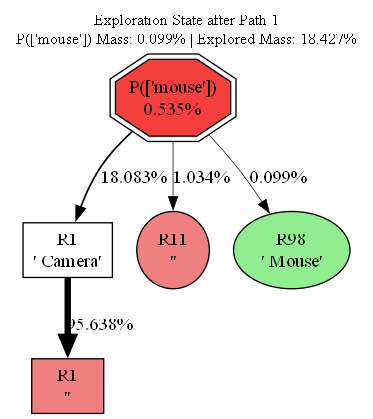 Exploration State after Path 1
P(['mouse']) Mass: 0.099% | Explored Mass: 18.427%
P(['mouse'])
0.535%
18.083%
1.034%
0.099%
R1
' Camera'
R11
''
R98
' Mouse'
95.638%
R1
''